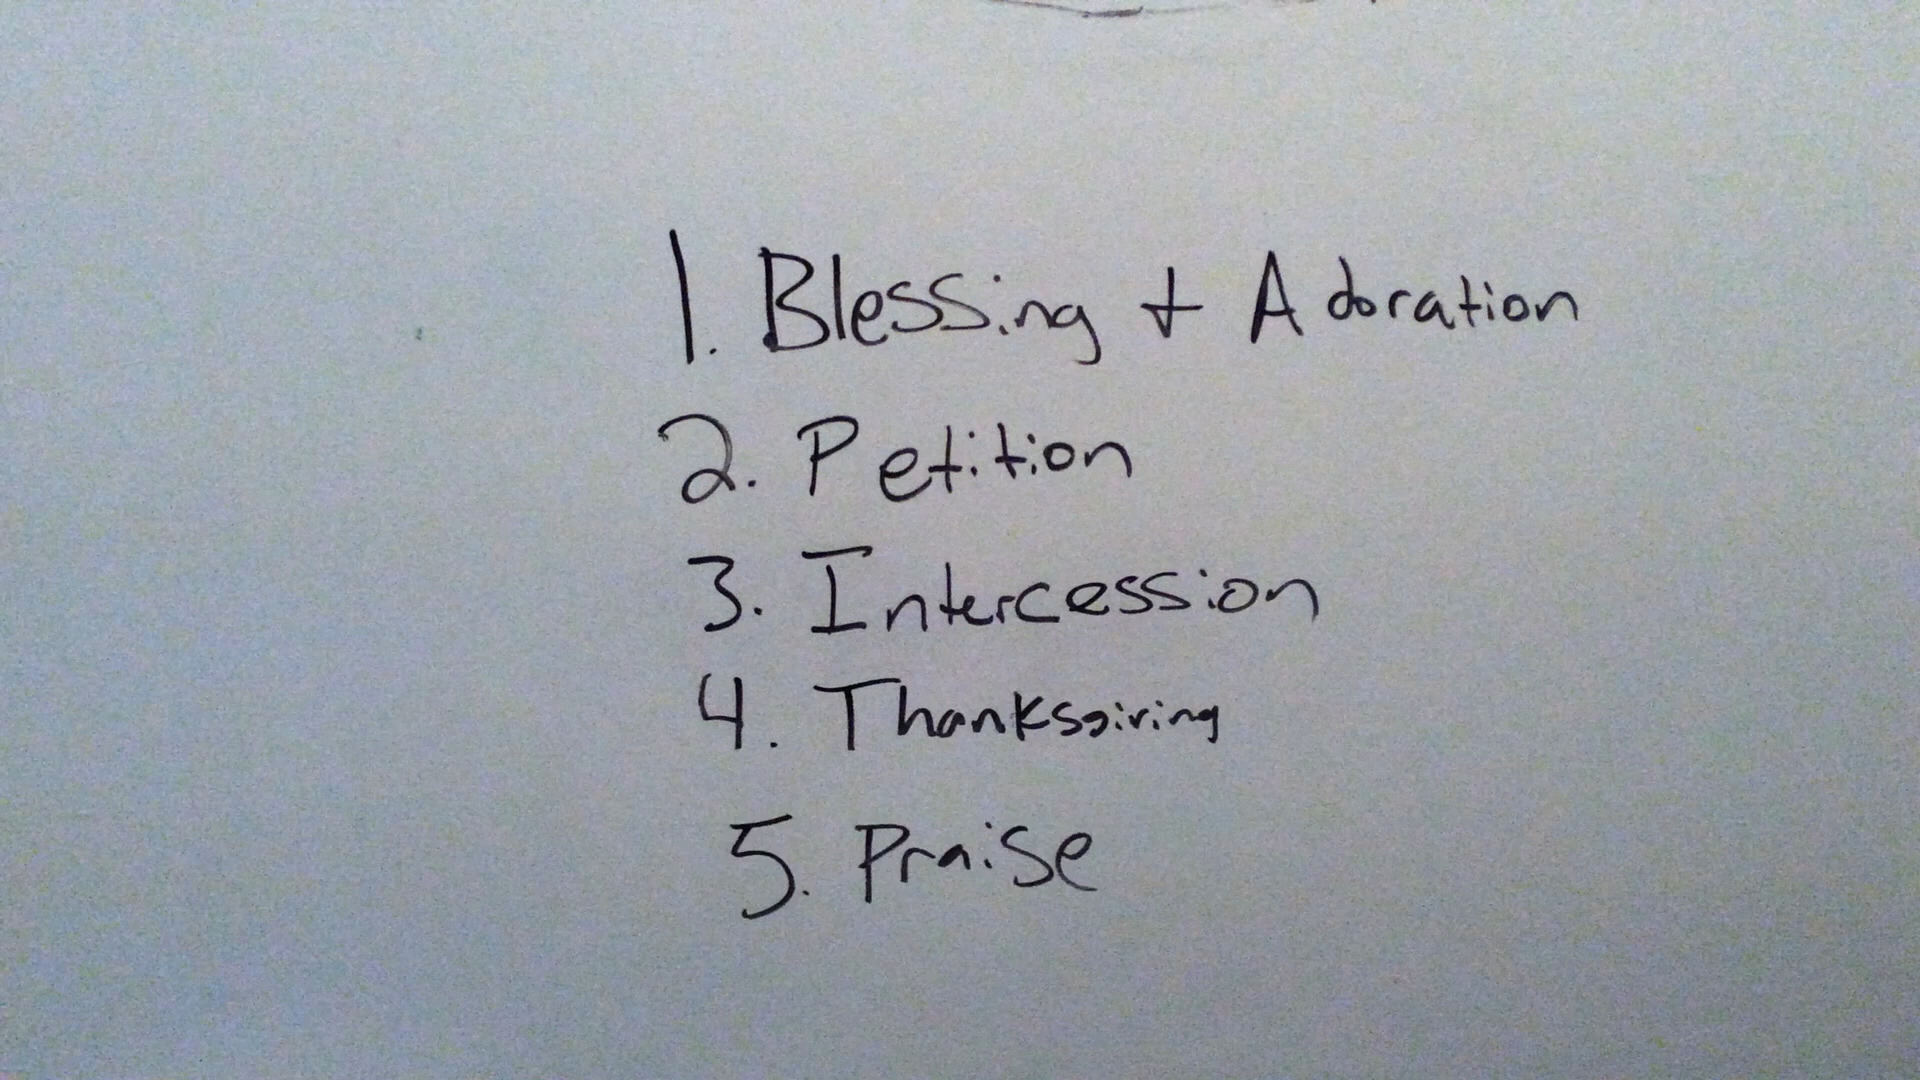 1. Blessing + Adoration
2. Petition
3. Intercession
4. Thanksgiving
5. Praise